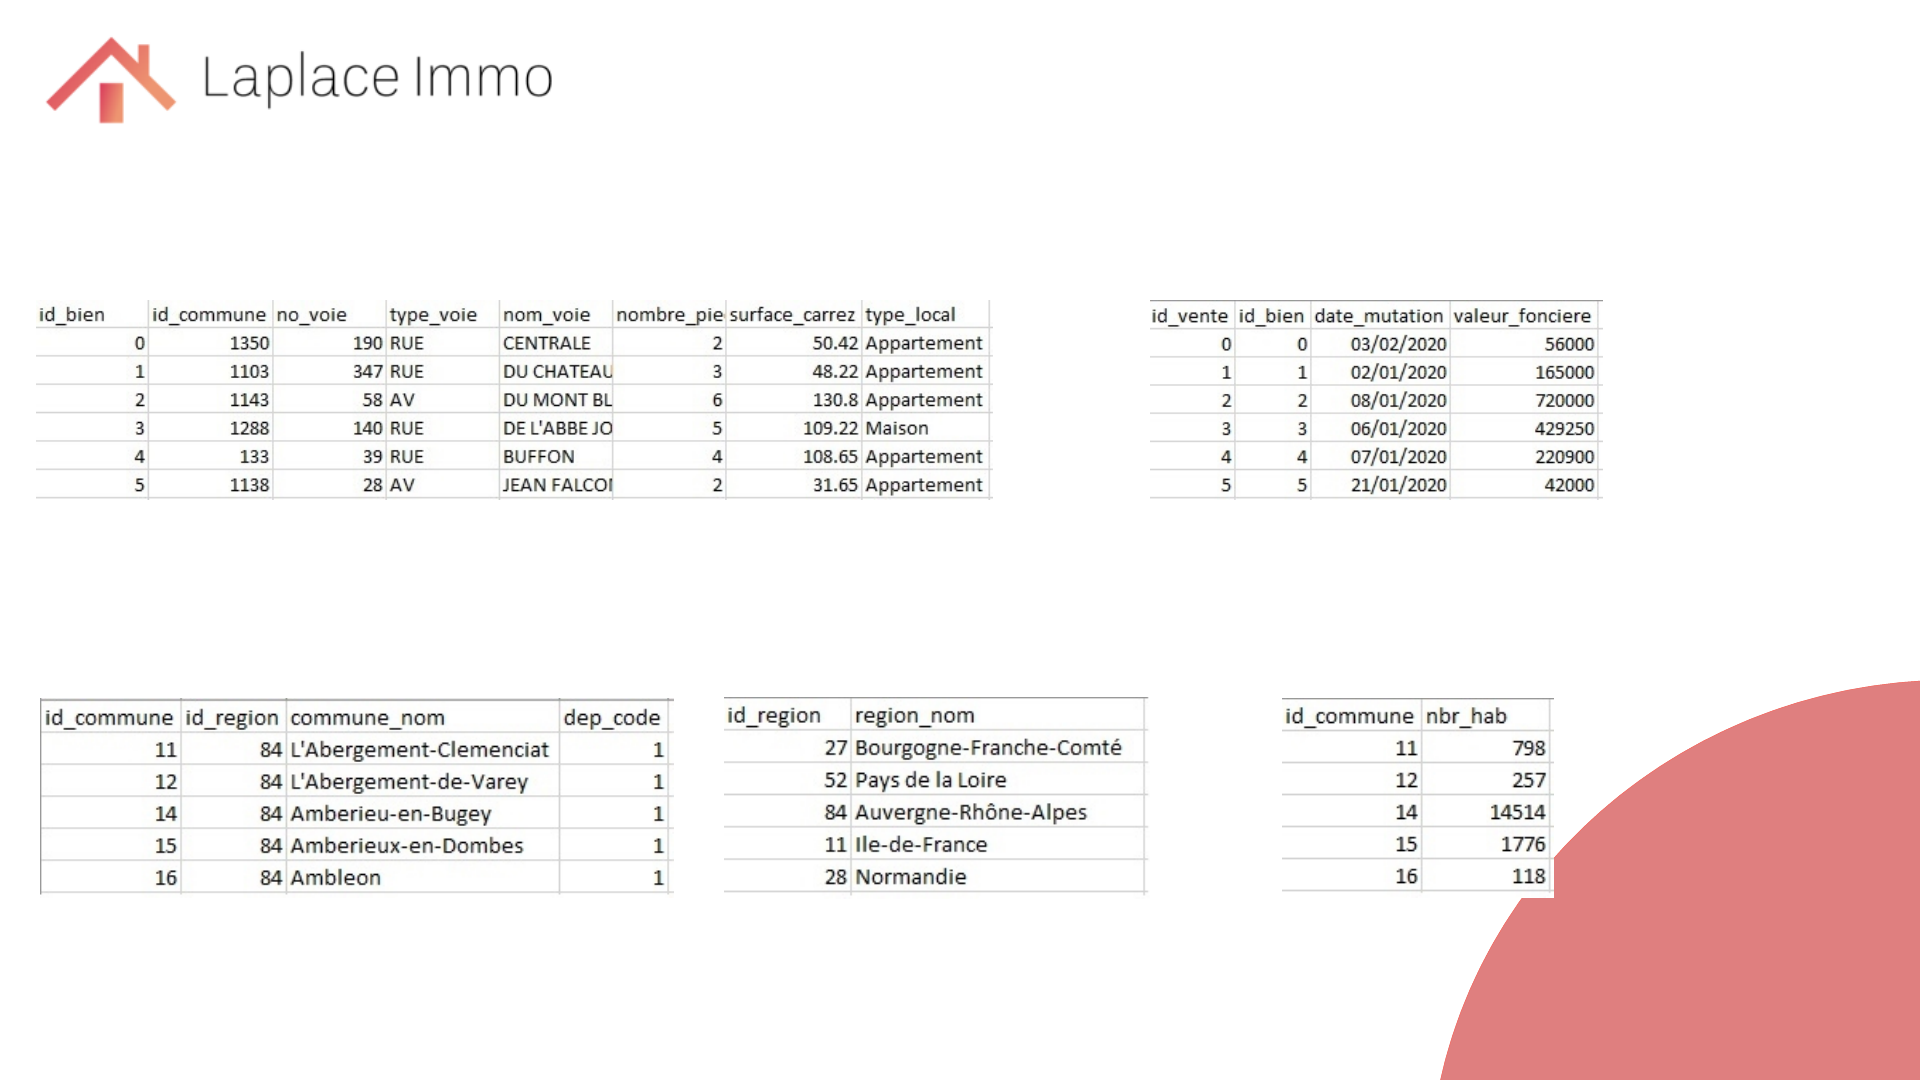 Laplace Immo
id_bien id_commune no_voie type_voie nom_voie nombre_pie surface_carrez type_local
0 1350 190 RUE CENTRALE 2 50.42 Appartement
1 1103 347 RUE DU CHATEAU 3 48.22 Appartement
2 1143 58 AV DU MONT BL 6 130.8 Appartement
3 1288 140 RUE DE L'ABBE JO 5 109.22 Maison
4 133 39 RUE BUFFON 4 108.65 Appartement
5 1138 28 AV JEAN FALCO 2 31.65 Appartement
id_vente id_bien date_mutation valeur_fonciere
0 0 03/02/2020 56000
1 1 02/01/2020 165000
2 2 08/01/2020 720000
3 3 06/01/2020 429250
4 4 07/01/2020 220900
5 5 21/01/2020 42000
id_commune id_region commune_nom dep_code
11 84 L'Abergement-Clemenciat 1
12 84 L'Abergement-de-Varey 1
14 84 Amberieu-en-Bugey 1
15 84 Amberieux-en-Dombes 1
16 84 Ambleon 1
id_region region_nom
27 Bourgogne-Franche-Comté
52 Pays de la Loire
84 Auvergne-Rhône-Alpes
11 Ile-de-France
28 Normandie
id_commune nbr_hab
11 798
12 257
14 14514
15 1776
16 118